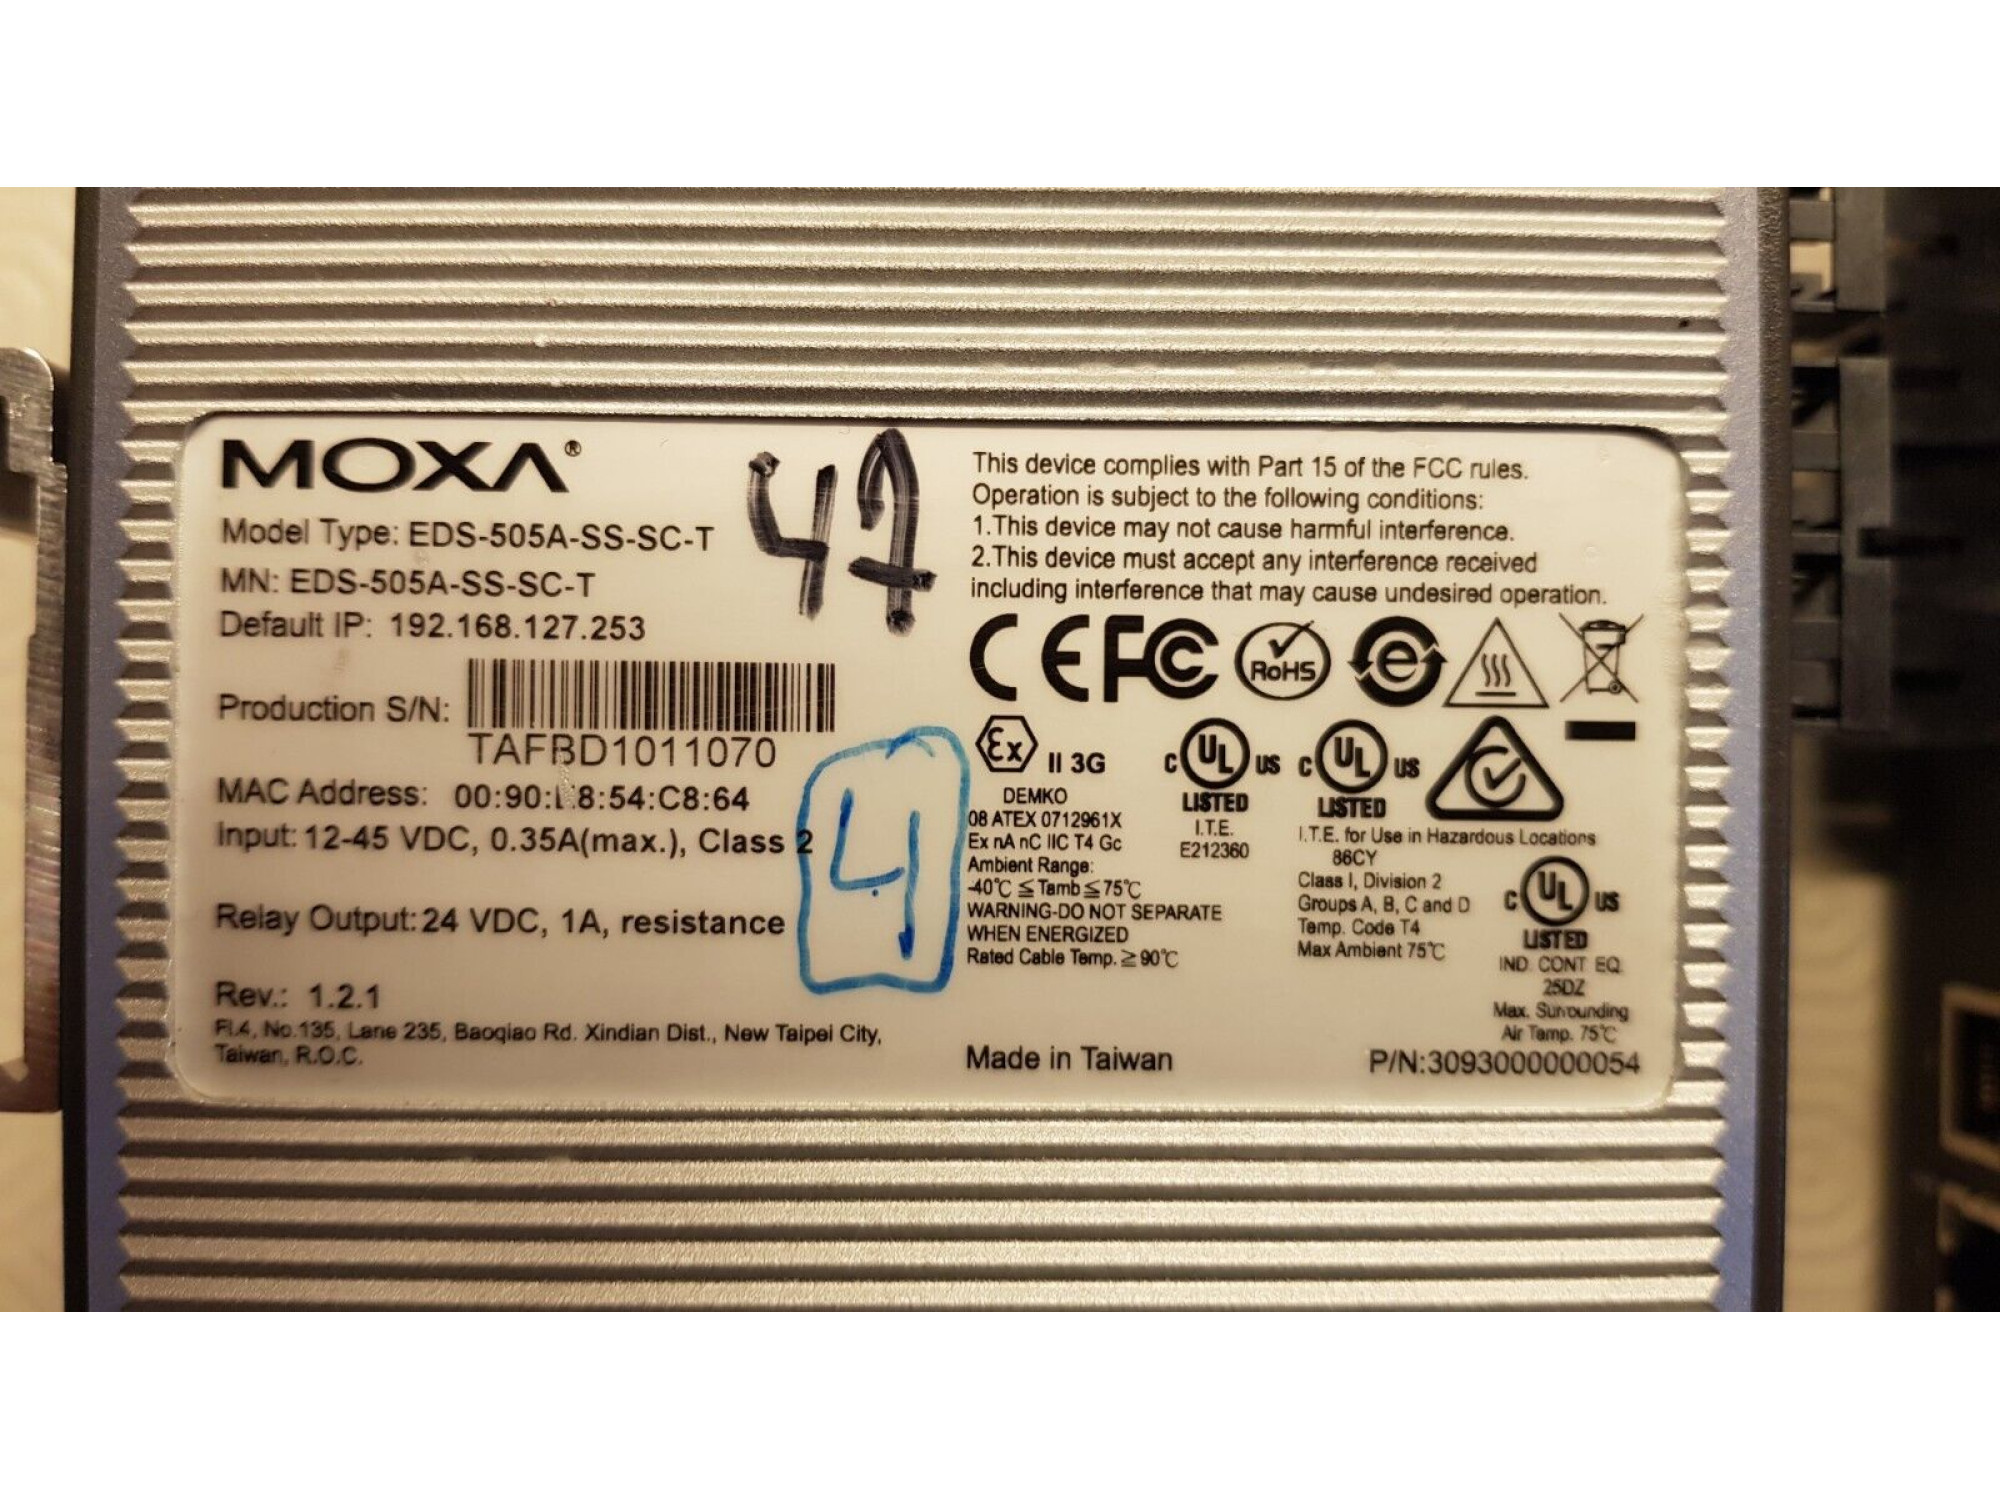 MOXA®
Model Type: EDS-505A-SS-SC-T
MN: EDS-505A-SS-SC-T
Default IP: 192.168.127.253
47
Production S/N:
TAFBD1011070
MAC Address:
Input: 12-45 VDC, 0.35A(max.), Class 2
4
Relay Output: 24 VDC, 1A, resistance
Rev.: 1.2.1
Fl.4, No.135, Lane 235, Baoqiao Rd. Xindian Dist., New Taipei City,
Taiwan, R.O.C.
This device complies with Part 15 of the FCC rules.
Operation is subject to the following conditions:
1.This device may not cause harmful interference.
2.This device must accept any interference received
including interference that may cause undesired operation.
CE FC RoHS e
Ex II 3G
DEMKO
08 ATEX 0712961X
Ex nA nC IIC T4 Gc
Ambient Range:
-40℃≦Tamb≦75℃
WARNING-DO NOT SEPARATE
WHEN ENERGIZED
Rated Cable Temp.≧90℃
C UL US
LISTED
I.T.E.
E212360
C UL US
LISTED
I.T.E. for Use in Hazardous Locations
86CY
Class I, Division 2
Groups A, B, C and D
Temp. Code T4
Max Ambient 75℃
C UL US
LISTED
IND. CONT. EQ.
25DZ
Max. Surrounding
Air Temp. 75℃
Made in Taiwan
P/N:3093000000054